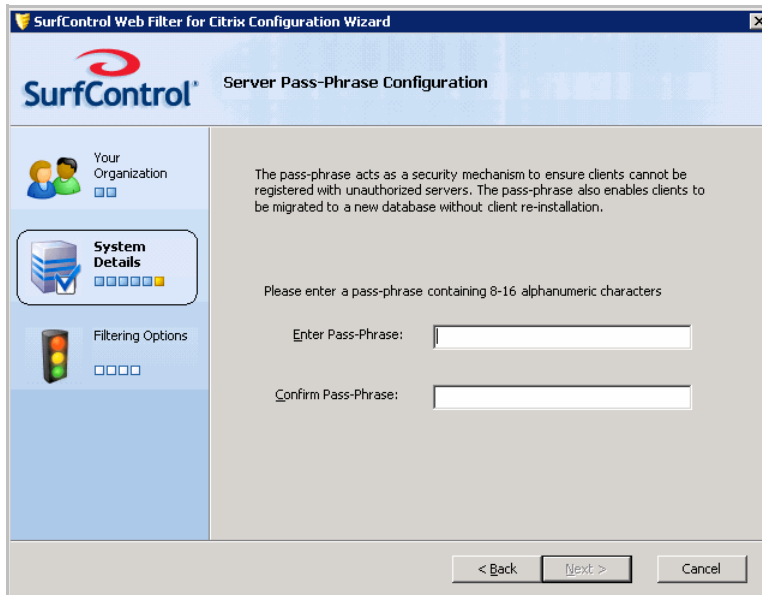 SurfControl Web Filter for Citrix Configuration Wizard
SurfControl
Server Pass-Phrase Configuration
Your
Organization
System
Details
Filtering Options
The pass-phrase acts as a security mechanism to ensure clients cannot be
registered with unauthorized servers. The pass-phrase also enables clients to
be migrated to a new database without client re-installation.
Please enter a pass-phrase containing 8-16 alphanumeric characters
Enter Pass-Phrase:
Confirm Pass-Phrase:
< Back Next > Cancel